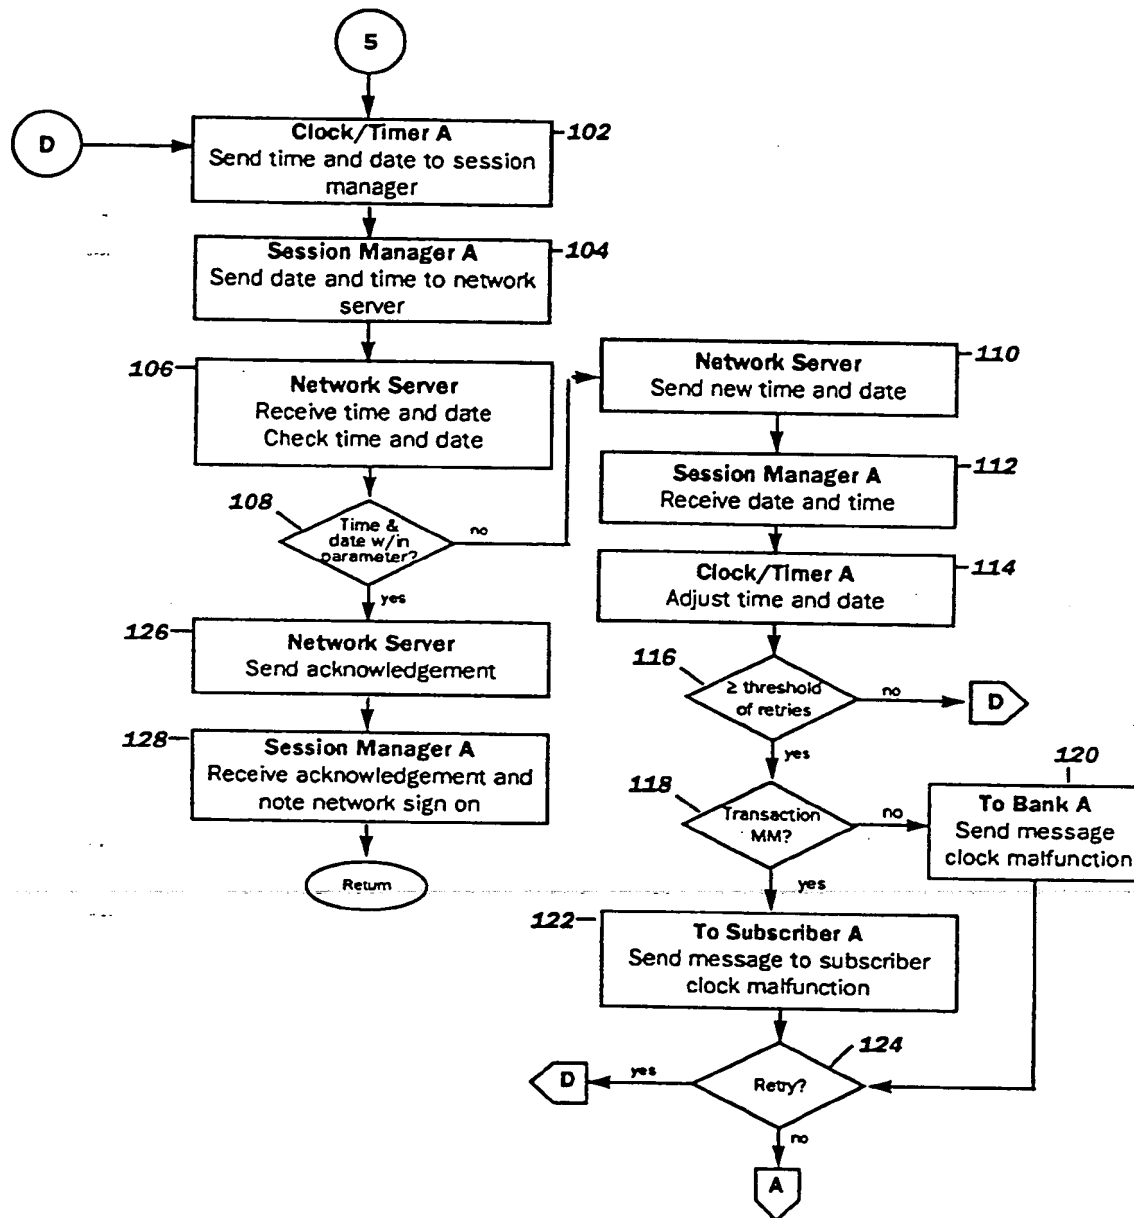 5
D
Clock/Timer A
Send time and date to session
manager
102
Session Manager A
Send date and time to network
server
104
106
Network Server
Receive time and date
Check time and date
108
Time &
date w/in
parameter?
no
yes
126
Network Server
Send acknowledgement
128
Session Manager A
Receive acknowledgement and
note network sign on
Return
Network Server
Send new time and date
110
Session Manager A
Receive date and time
112
Clock/Timer A
Adjust time and date
114
116
≥ threshold
of retries
no
D
yes
118
Transaction
MM?
no
120
To Bank A
Send message
clock malfunction
yes
122
To Subscriber A
Send message to subscriber
clock malfunction
124
Retry?
yes
D
no
A